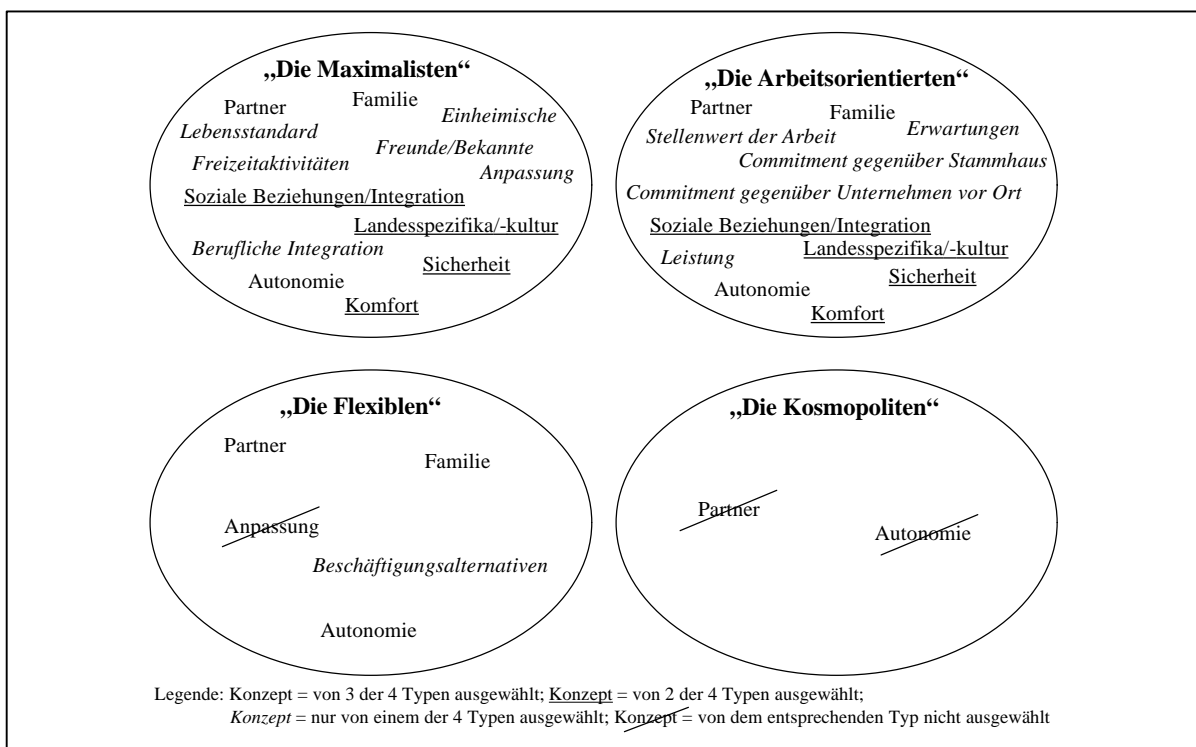 „Die Maximalisten“
Partner
Familie
Einheimische
Lebensstandard
Freunde/Bekannte
Freizeitaktivitäten
Anpassung
Soziale Beziehungen/Integration
Landesspezifika/-kultur
Berufliche Integration
Sicherheit
Autonomie
Komfort
„Die Arbeitsorientierten“
Partner
Familie
Erwartungen
Stellenwert der Arbeit
Commitment gegenüber Stammhaus
Commitment gegenüber Unternehmen vor Ort
Soziale Beziehungen/Integration
Landesspezifika/-kultur
Leistung
Sicherheit
Autonomie
Komfort
„Die Flexiblen“
Partner
Familie
Anpassung
Beschäftigungsalternativen
Autonomie
„Die Kosmopoliten“
Partner
Autonomie
Legende: Konzept = von 3 der 4 Typen ausgewählt; Konzept = von 2 der 4 Typen ausgewählt;
Konzept = nur von einem der 4 Typen ausgewählt; Konzept = von dem entsprechenden Typ nicht ausgewählt